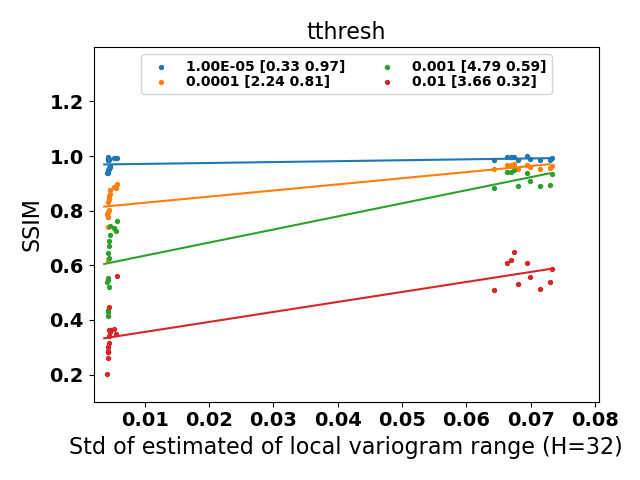 tthresh
1.00E-05 [0.33 0.97] 0.001 [4.79 0.59]
0.0001 [2.24 0.81] 0.01 [3.66 0.32]
1.2
1.0
0.8
0.6
0.4
0.2
SSIM
0.01 0.02 0.03 0.04 0.05 0.06 0.07 0.08
Std of estimated of local variogram range (H=32)